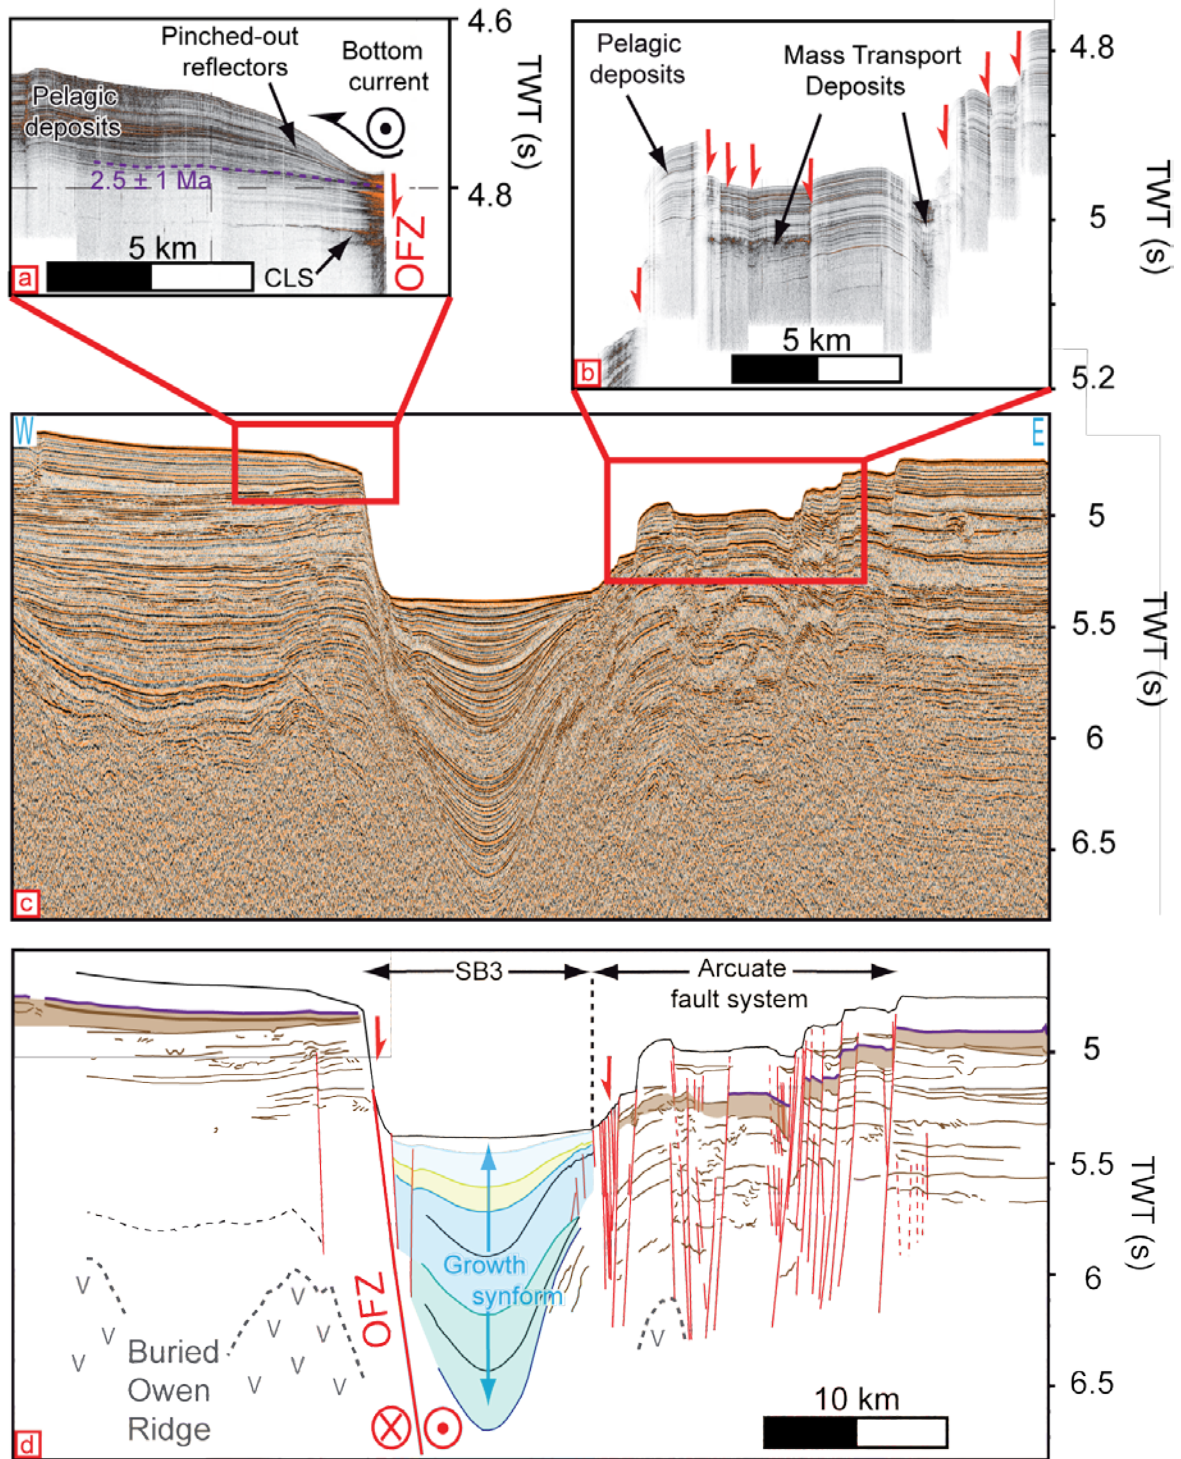 Pinched-out
reflectors
Bottom
current
Pelagic
deposits
2.5 ± 1 Ma
5 km
CLS
OFZ
a
4.6
4.8
TWT (s)
Pelagic
deposits
Mass Transport
Deposits
5 km
b
4.8
5
5.2
TWT (s)
W
E
c
5
5.5
6
6.5
TWT (s)
SB3
Arcuate
fault system
Growth
synform
OFZ
V
V
V
V
V
V
V
V
V
V
Buried
Owen
Ridge
10 km
d
5
5.5
6
6.5
TWT (s)